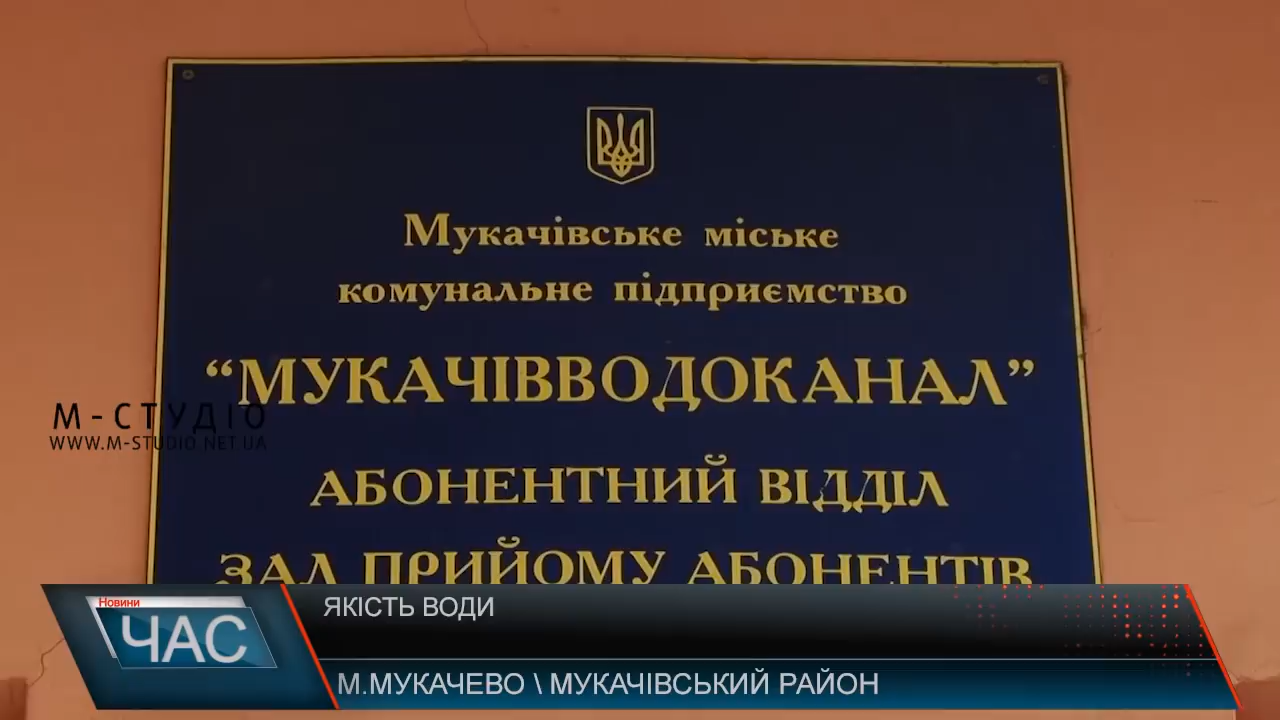 Мукачівське міське
комунальне підприємство
“МУКАЧІВВОДОКАНАЛ”
М-СТУДІО
WWW.M-STUDIO.NET.UA
АБОНЕНТНИЙ ВІДДІЛ
ЗАЛ ПРИЙОМУ АБОНЕНТІВ
Новини
ЧАС
ЯКІСТЬ ВОДИ
М.МУКАЧЕВО \ МУКАЧІВСЬКИЙ РАЙОН